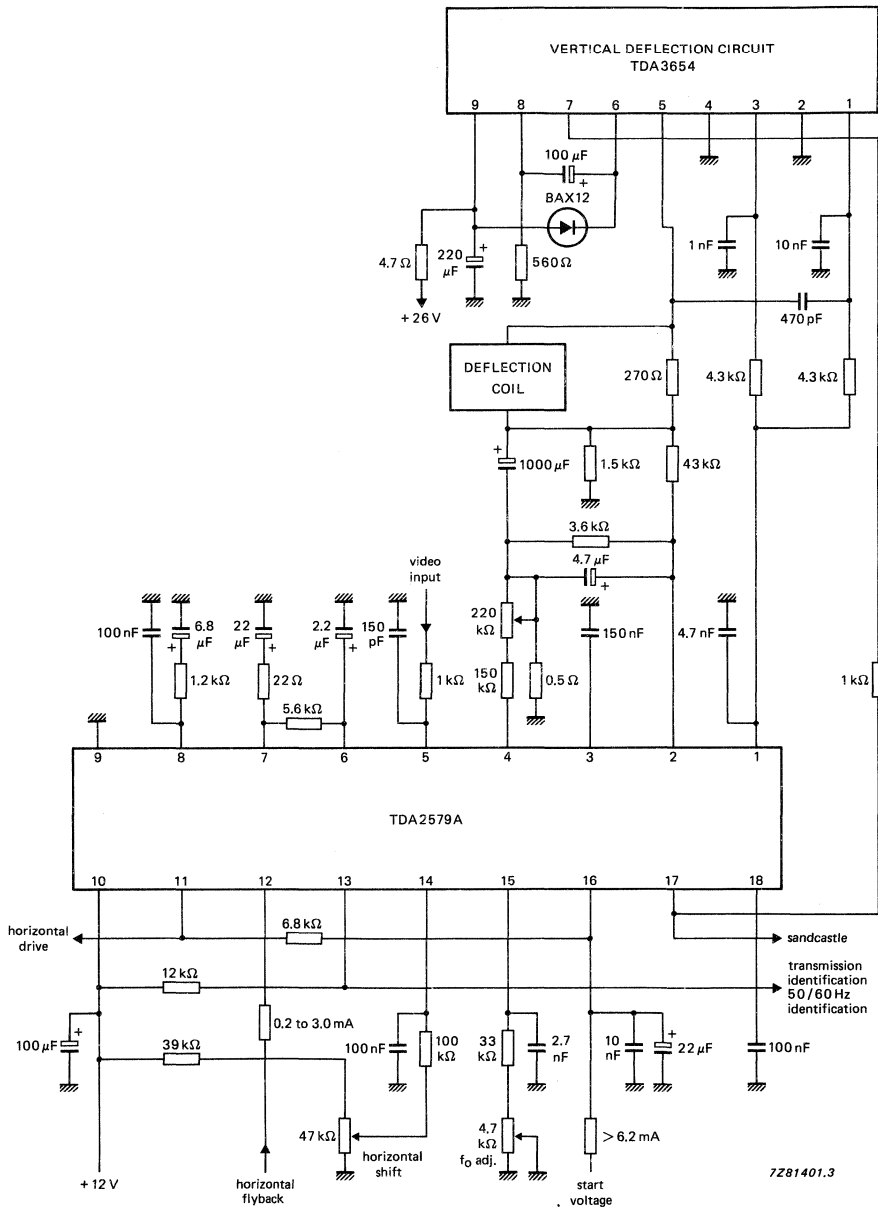 VERTICAL DEFLECTION CIRCUIT
TDA3654
9 8 7 6 5 4 3 2 1
100 µF
+
BAX12
4.7 Ω
220
µF
+
560 Ω
1 nF
10 nF
+ 26 V
470 pF
DEFLECTION
COIL
270 Ω
4.3 kΩ
4.3 kΩ
+
1000 µF
1.5 kΩ
43 kΩ
3.6 kΩ
4.7 µF
+
video
input
100 nF
6.8
µF
+
22
µF
+
2.2
µF
+
150
pF
220
kΩ
150 nF
4.7 nF
1.2 kΩ
22 Ω
1 kΩ
150
kΩ
0.5 Ω
1 kΩ
5.6 kΩ
9 8 7 6 5 4 3 2 1
TDA2579A
10 11 12 13 14 15 16 17 18
horizontal
drive
6.8 kΩ
sandcastle
12 kΩ
transmission
identification
50/60 Hz
identification
100 µF
+
0.2 to 3.0 mA
39 kΩ
100 nF
100
kΩ
33
kΩ
2.7
nF
10
nF
+
22 µF
100 nF
47 kΩ
horizontal
shift
4.7
kΩ
fo adj.
> 6.2 mA
+ 12 V
horizontal
flyback
start
voltage
7Z81401.3